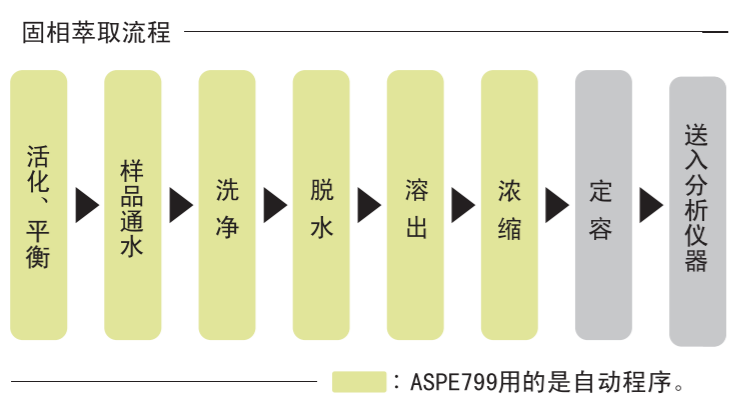 固相萃取流程
活化、平衡
样品通水
洗净
脱水
溶出
浓缩
定容
送入分析仪器
：ASPE799用的是自动程序。